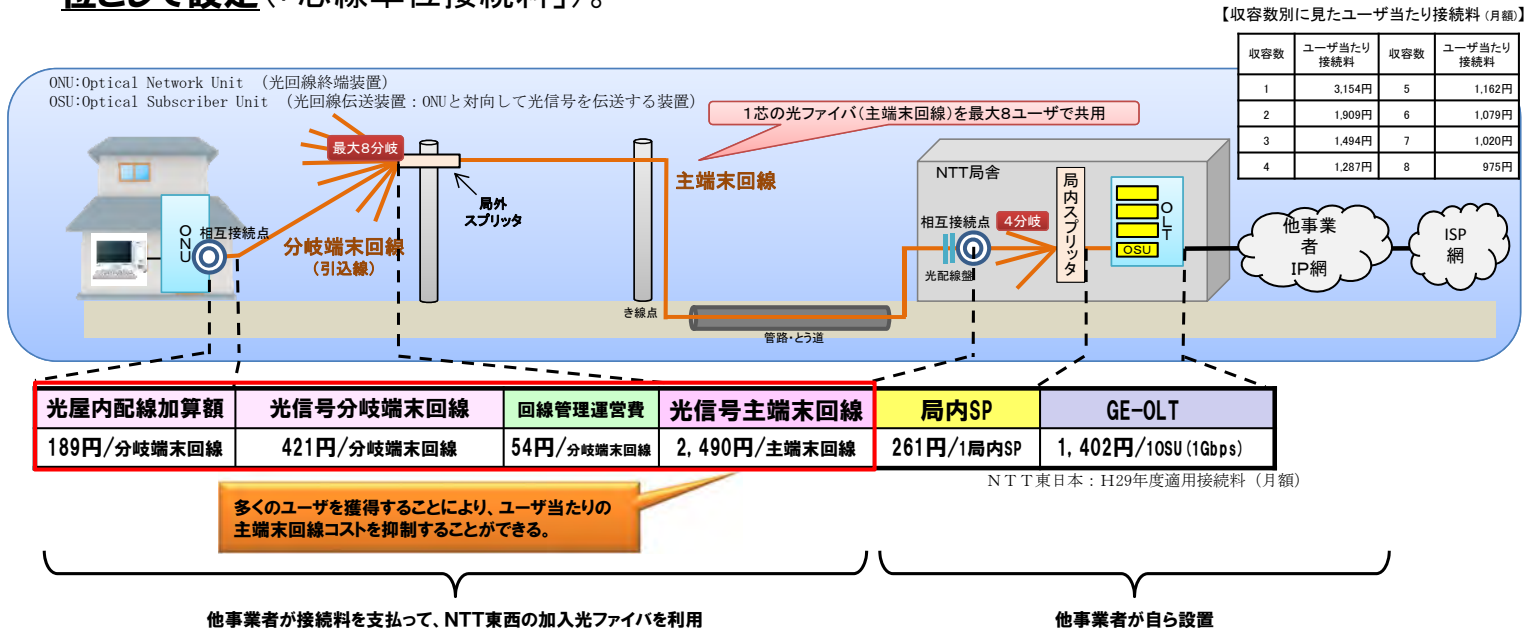 位として設定(「芯線単位接続料」)。
【収容数別に見たユーザ当たり接続料(月額)】
収容数 ユーザ当たり接続料 収容数 ユーザ当たり接続料
1 3,154円 5 1,162円
2 1,909円 6 1,079円
3 1,494円 7 1,020円
4 1,287円 8 975円
ONU:Optical Network Unit （光回線終端装置）
OSU:Optical Subscriber Unit （光回線伝送装置：ONUと対向して光信号を伝送する装置）
1芯の光ファイバ(主端末回線)を最大8ユーザで共用
最大8分岐
局外
スプリッタ
主端末回線
ONU
相互接続点
分岐端末回線
(引込線)
き線点
管路・とう道
NTT局舎
相互接続点
光配線盤
4分岐
局内スプリッタ
OLT
OSU
他事業
者
IP網
ISP
網
光屋内配線加算額 光信号分岐端末回線 回線管理運営費 光信号主端末回線 局内SP GE-OLT
189円/分岐端末回線 421円/分岐端末回線 54円/分岐端末回線 2,490円/主端末回線 261円/1局内SP 1,402円/1OSU(1Gbps)
ＮＴＴ東日本：H29年度適用接続料（月額）
多くのユーザを獲得することにより、ユーザ当たりの
主端末回線コストを抑制することができる。
他事業者が接続料を支払って、NTT東西の加入光ファイバを利用
他事業者が自ら設置